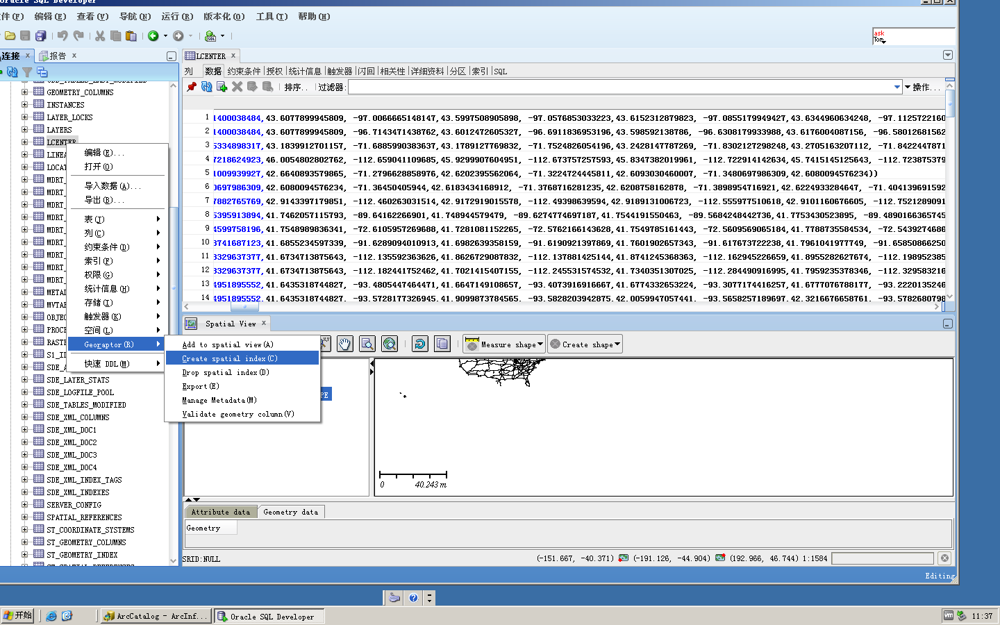 Oracle SQL Developer
件(F) 编辑(E) 查看(V) 导航(N) 运行(R) 版本化(O) 工具(T) 帮助(H)
ask
Tom
连接 报告
LCENTER
列 数据 约束条件 授权 统计信息 触发器 闪回 相关性 详细资料 分区 索引 SQL
排序.. 过滤器: 操作...
GEOMETRY_COLUMNS
INSTANCES
LAYER_LOCKS
LAYERS
LCENTER
LINEA
LOCAT
MDRT_
MDRT_
MDRT_
MDRT_
MDRT_
MDRT_
MDRT_
MDRT_
MDRT_
METAD
MVTAB
OBJEC
PROCE
RASTE
S1_ID
SDE_A
SDE_LAYER_STATS
SDE_LOGFILE_POOL
SDE_TABLES_MODIFIED
SDE_XML_COLUMNS
SDE_XML_DOC1
SDE_XML_DOC2
SDE_XML_DOC3
SDE_XML_DOC4
SDE_XML_INDEX_TAGS
SDE_XML_INDEXES
SERVER_CONFIG
SPATIAL_REFERENCES
ST_COORDINATE_SYSTEMS
ST_GEOMETRY_COLUMNS
ST_GEOMETRY_INDEX
编辑(E)...
打开(O)
导入数据(A)...
导出(B)...
表(T)
列(C)
约束条件(D)
索引(F)
权限(G)
统计信息(H)
存储(I)
触发器(K)
空间(L)
Georaptor(R)
快速 DDL(M)
Add to spatial view(A)
Create spatial index(C)
Drop spatial index(D)
Export(E)
Manage Metadata(M)
Validate geometry column(V)
1 1400038484,43.6077899945809, -97.0066665148147,43.5997508905898, -97.0576853033223,43.6152312879823, -97.0855179949427,43.6344960634248, -97.1125722160
2 1400038484,43.6077899945809, -96.7143471438762,43.6012472605327, -96.6911836953196,43.598592138786, -96.6308179933988,43.6176004087156, -96.5801268156
3 5334898317,43.1839912701157, -71.6885990383637,43.1789127769832, -71.7524826054196,43.2428147787269, -71.8302127298248,43.2705163207112, -71.842244787
4 7218624923,46.0054802802762, -112.659041109685,45.9299907604951, -112.673757257593,45.8347382019961, -112.722914142634,45.7415145125643, -112.72387537
5 1009939927,42.6640893579865, -71.2796628858976,42.6202395562064, -71.3224724445811,42.6093030460007, -71.3480697986309,42.6080094576234))
6 0697986309,42.6080094576234, -71.36450405944,42.6183434168912, -71.3768716281235,42.6208758162878, -71.3898954716921,42.6224933284647, -71.404139691592
7 7882765769,42.9143397179851, -112.460263031514,42.9172919015578, -112.49398639594,42.9189131006723, -112.555977510618,42.9101160676605, -112.752128909
8 5395913894,41.7462057115793, -89.64162266901,41.748944579479, -89.6274774697187,41.7544191550463, -89.5684248442736,41.7753430523895, -89.489016636574
9 4599758196,41.7548989836341, -72.6105957269688,41.7281081152265, -72.5762166143628,41.7549785161443, -72.5609569065184,41.7788735584534, -72.543927468
10 3741687123,41.6855234597339, -91.6289094010913,41.6982639358159, -91.6190921397869,41.7601902657343, -91.617673722238,41.7961041977749, -91.6585086625
11 3329637377,41.6734713875643, -112.135592363626,41.8626729087832, -112.137881425144,41.8741245368363, -112.162945226659,41.8955282627674, -112.19895238
12 3329637377,41.6734713875643, -112.182441752462,41.7021415407155, -112.245531574532,41.7340351307025, -112.284490916995,41.7959235378346, -112.32958321
13 4951895552,41.6435318744827, -93.4805447464471,41.6647149108657, -93.4073916916667,41.6774332653224, -93.3077174416257,41.6777076788177, -93.222013524
14 4951895552,41.6435318744827, -93.5728177326945,41.9099873784565, -93.5828203942875,42.0059947057441, -93.5658257189697,42.3216676658761, -93.578268079
Spatial View
X,Y Measure shape Create shape
PE
0 40.243 m
Attribute data Geometry data
Geometry
SRID:NULL (-151.667, -40.371) (-191.126, -44.904) (192.966, 46.744) 1:1584
Editing
开始 ArcCatalog - ArcInf... Oracle SQL Developer 11:37